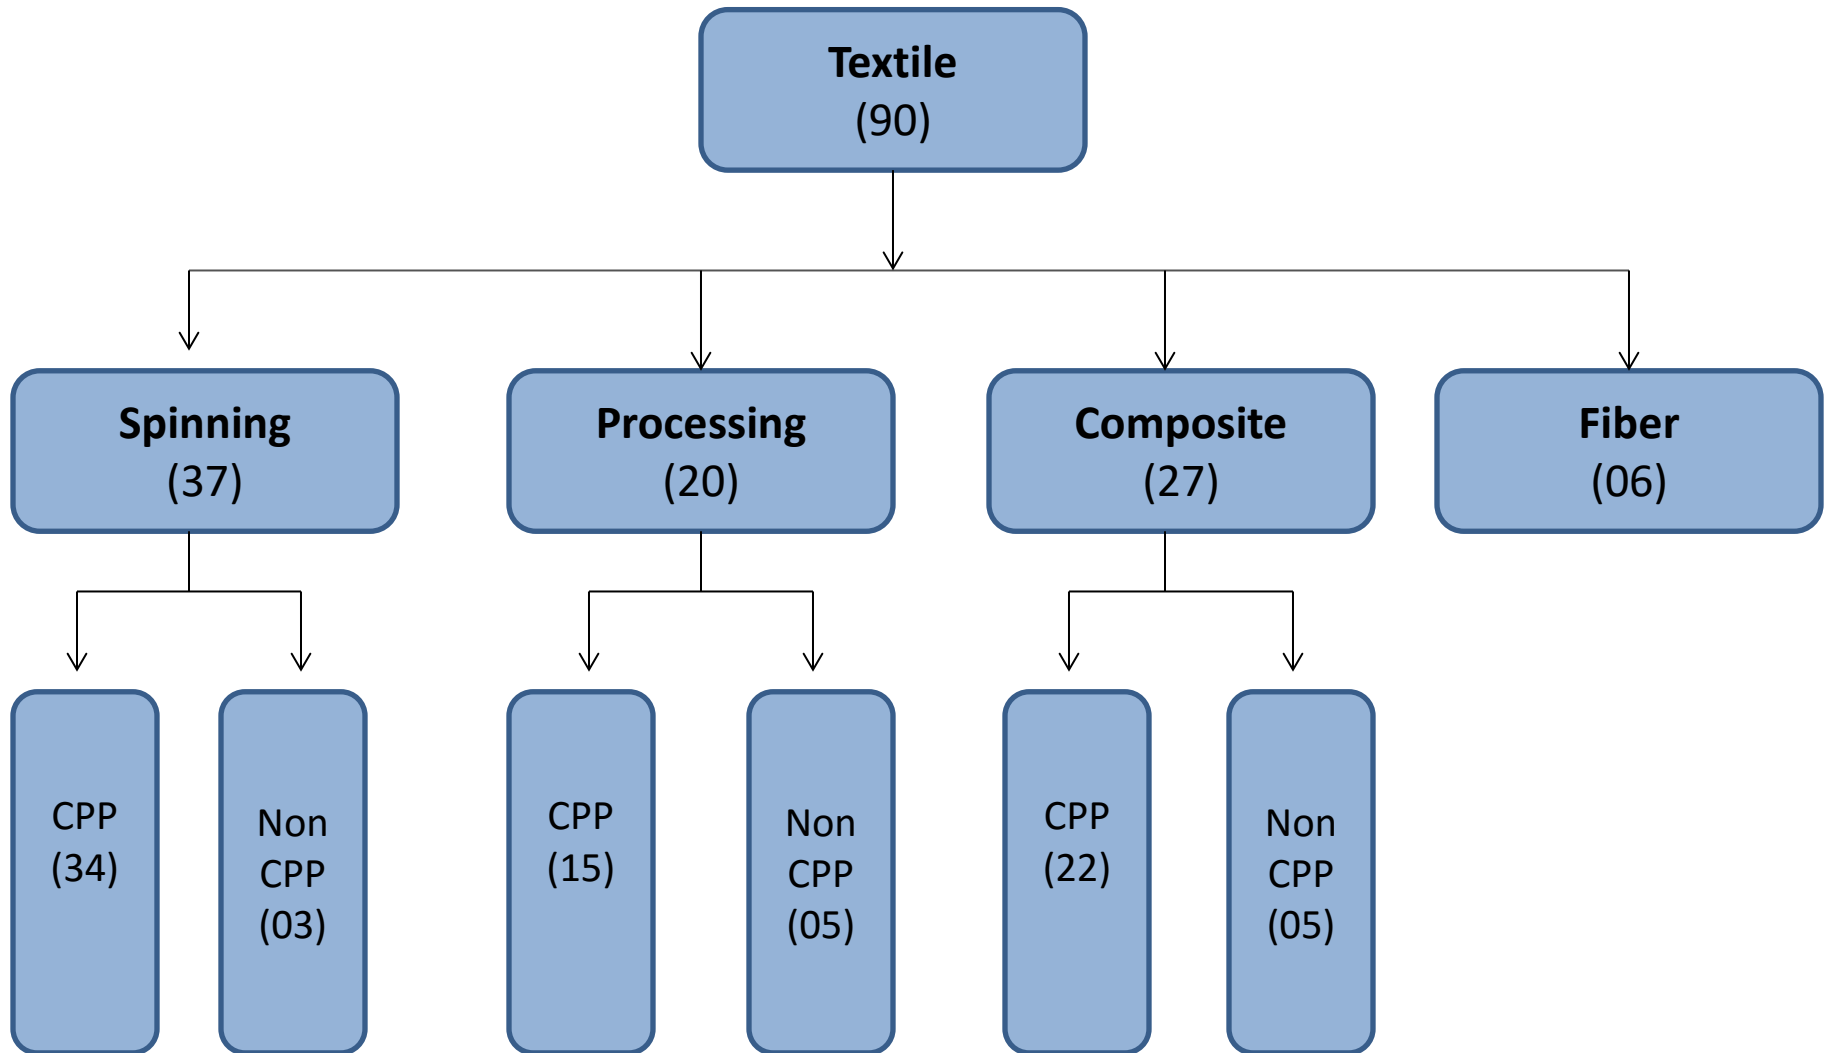 Textile
(90)
Spinning
(37)
Processing
(20)
Composite
(27)
Fiber
(06)
CPP
(34)
Non
CPP
(03)
CPP
(15)
Non
CPP
(05)
CPP
(22)
Non
CPP
(05)